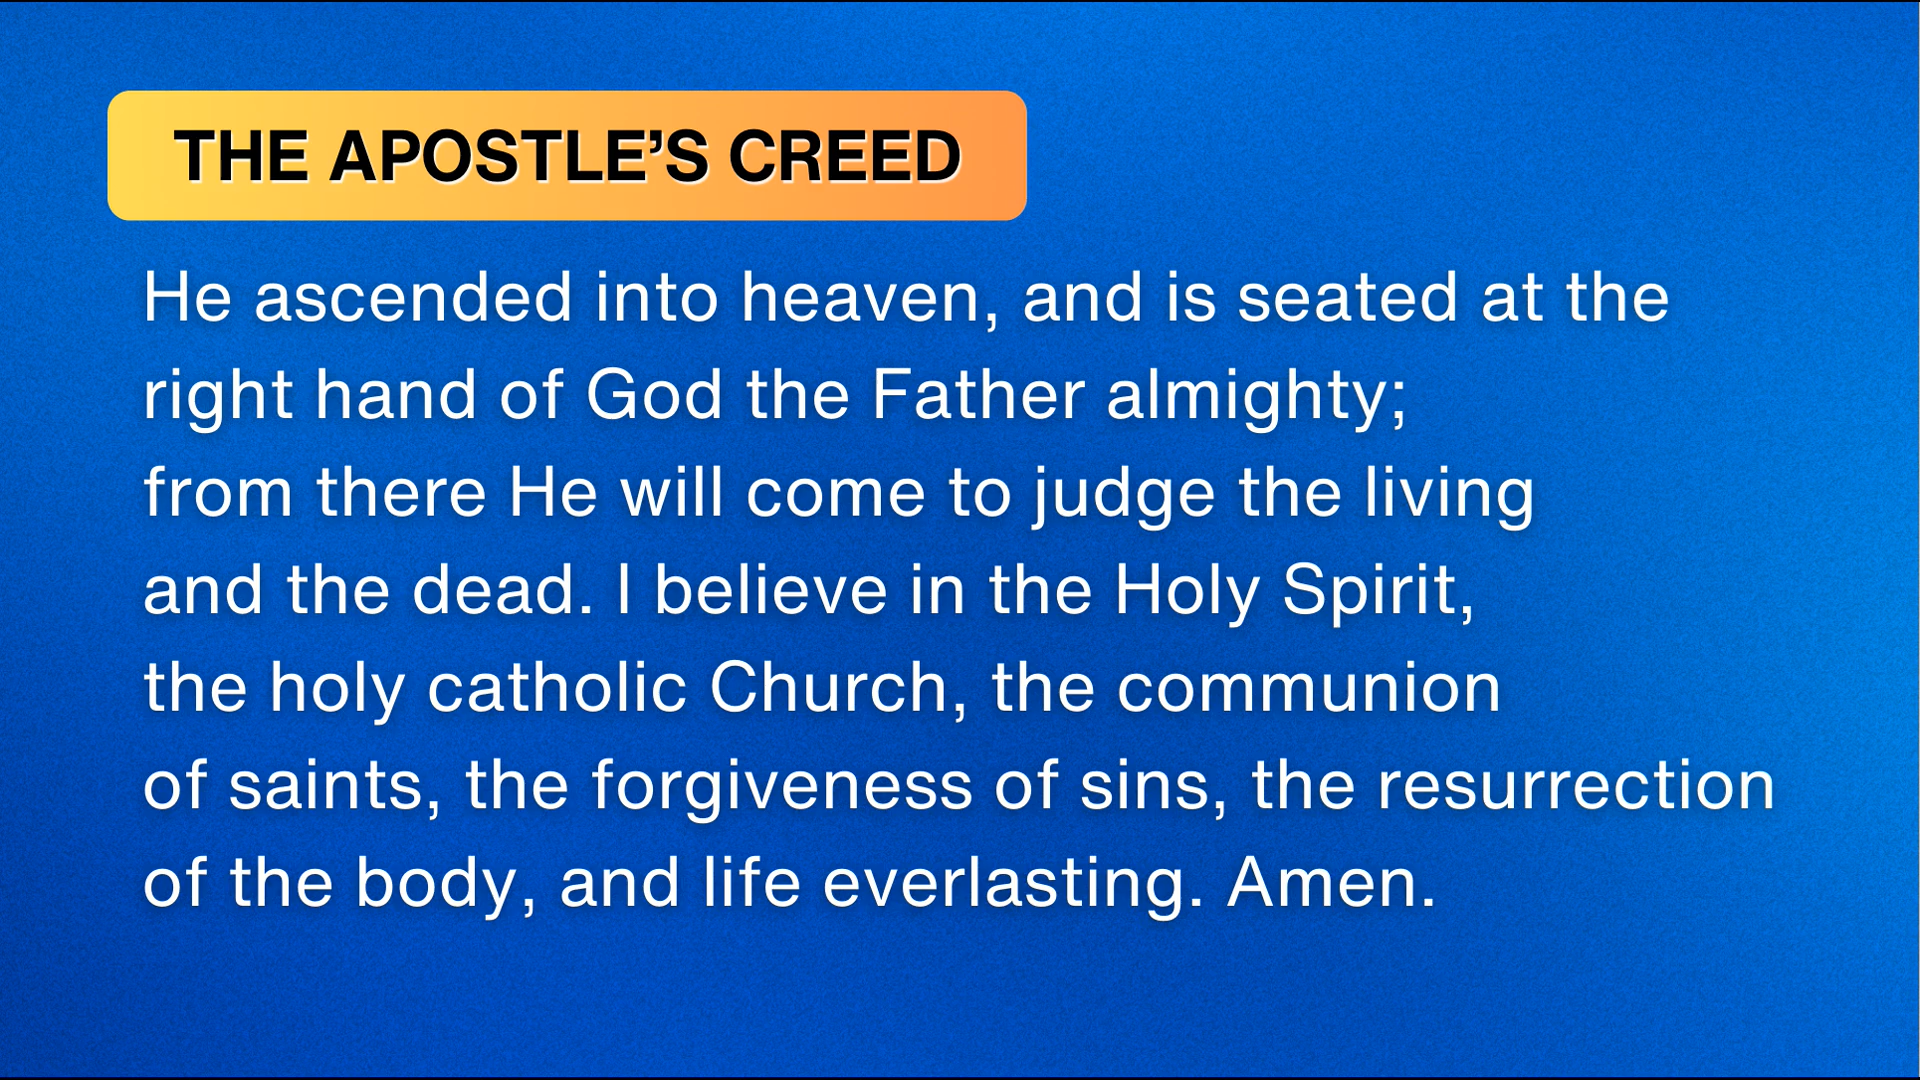 THE APOSTLE’S CREED
He ascended into heaven, and is seated at the
right hand of God the Father almighty;
from there He will come to judge the living
and the dead. I believe in the Holy Spirit,
the holy catholic Church, the communion
of saints, the forgiveness of sins, the resurrection
of the body, and life everlasting. Amen.